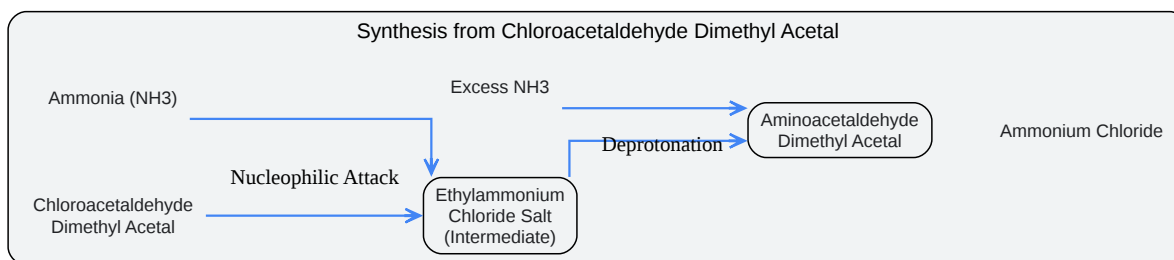 Synthesis from Chloroacetaldehyde Dimethyl Acetal
Ammonia (NH3)
Excess NH3
Aminoacetaldehyde
Dimethyl Acetal
Ammonium Chloride
Deprotonation
Nucleophilic Attack
Chloroacetaldehyde
Dimethyl Acetal
Ethylammonium
Chloride Salt
(Intermediate)